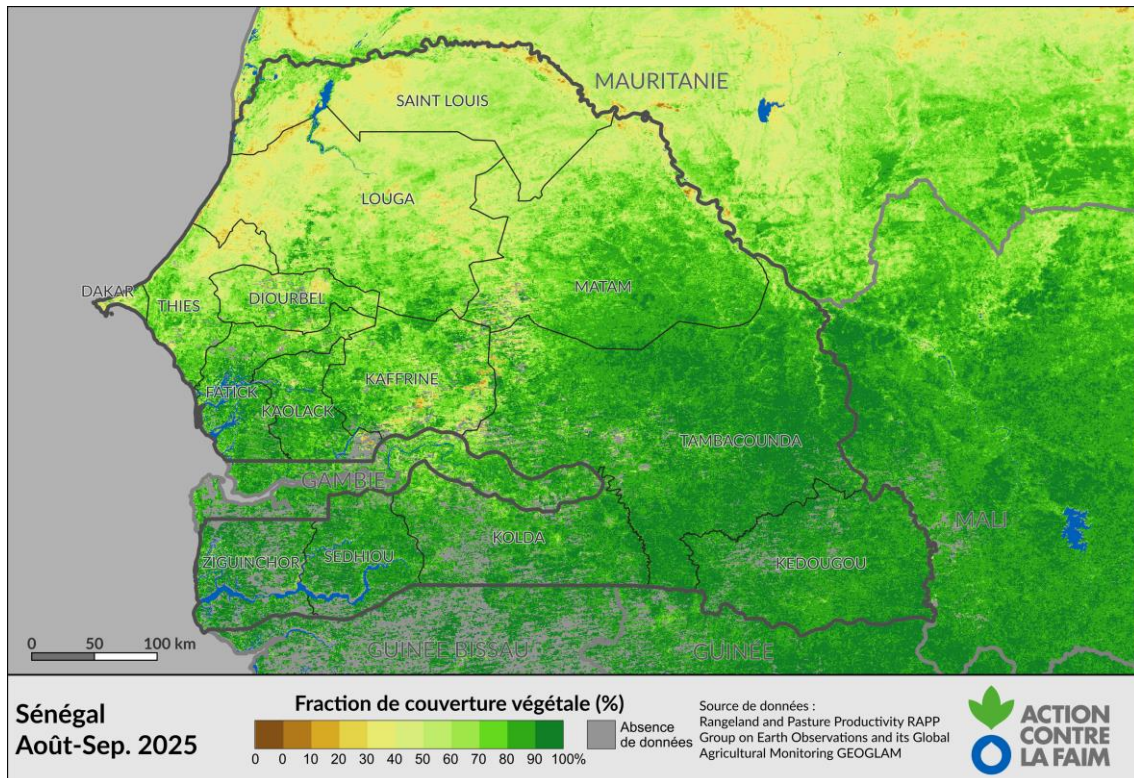 MAURITANIE
SAINT LOUIS
LOUGA
DAKAR
THIES
DIOURBEL
MATAM
FATICK
KAOLACK
KAFFRINE
TAMBACOUNDA
GAMBIE
MALI
ZIGUINCHOR
SEDHIOU
KOLDA
KEDOUGOU
GUINEE BISSAU
GUINEE
0 50 100 km
Sénégal
Août-Sep. 2025
Fraction de couverture végétale (%)
0 0 10 20 30 40 50 60 70 80 90 100%
Absence
de données
Source de données :
Rangeland and Pasture Productivity RAPP
Group on Earth Observations and its Global
Agricultural Monitoring GEOGLAM
ACTION
CONTRE
LA FAIM